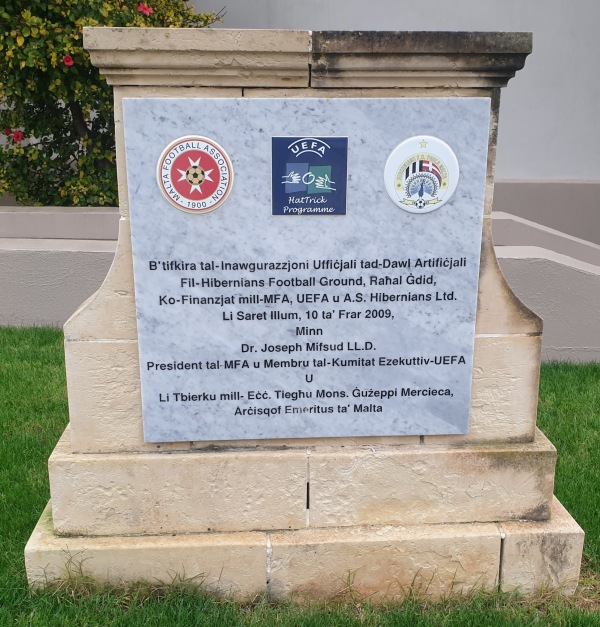 MALTA FOOTBALL ASSOCIATION
1900
UEFA
HatTrick
Programme
B'tifkira tal-Inawgurazzjoni Uffiċjali tad-Dawl Artifiċjali
Fil-Hibernians Football Ground, Raħal Ġdid,
Ko-Finanzjat mill-MFA, UEFA u A.S. Hibernians Ltd.
Li Saret Illum, 10 ta' Frar 2009,
Minn
Dr. Joseph Mifsud LL.D.
President tal-MFA u Membru tal-Kumitat Ezekuttiv-UEFA
U
Li Tbierku mill- Eċċ. Tiegħu Mons. Ġużeppi Mercieca,
Arċisqof Emeritus ta' Malta